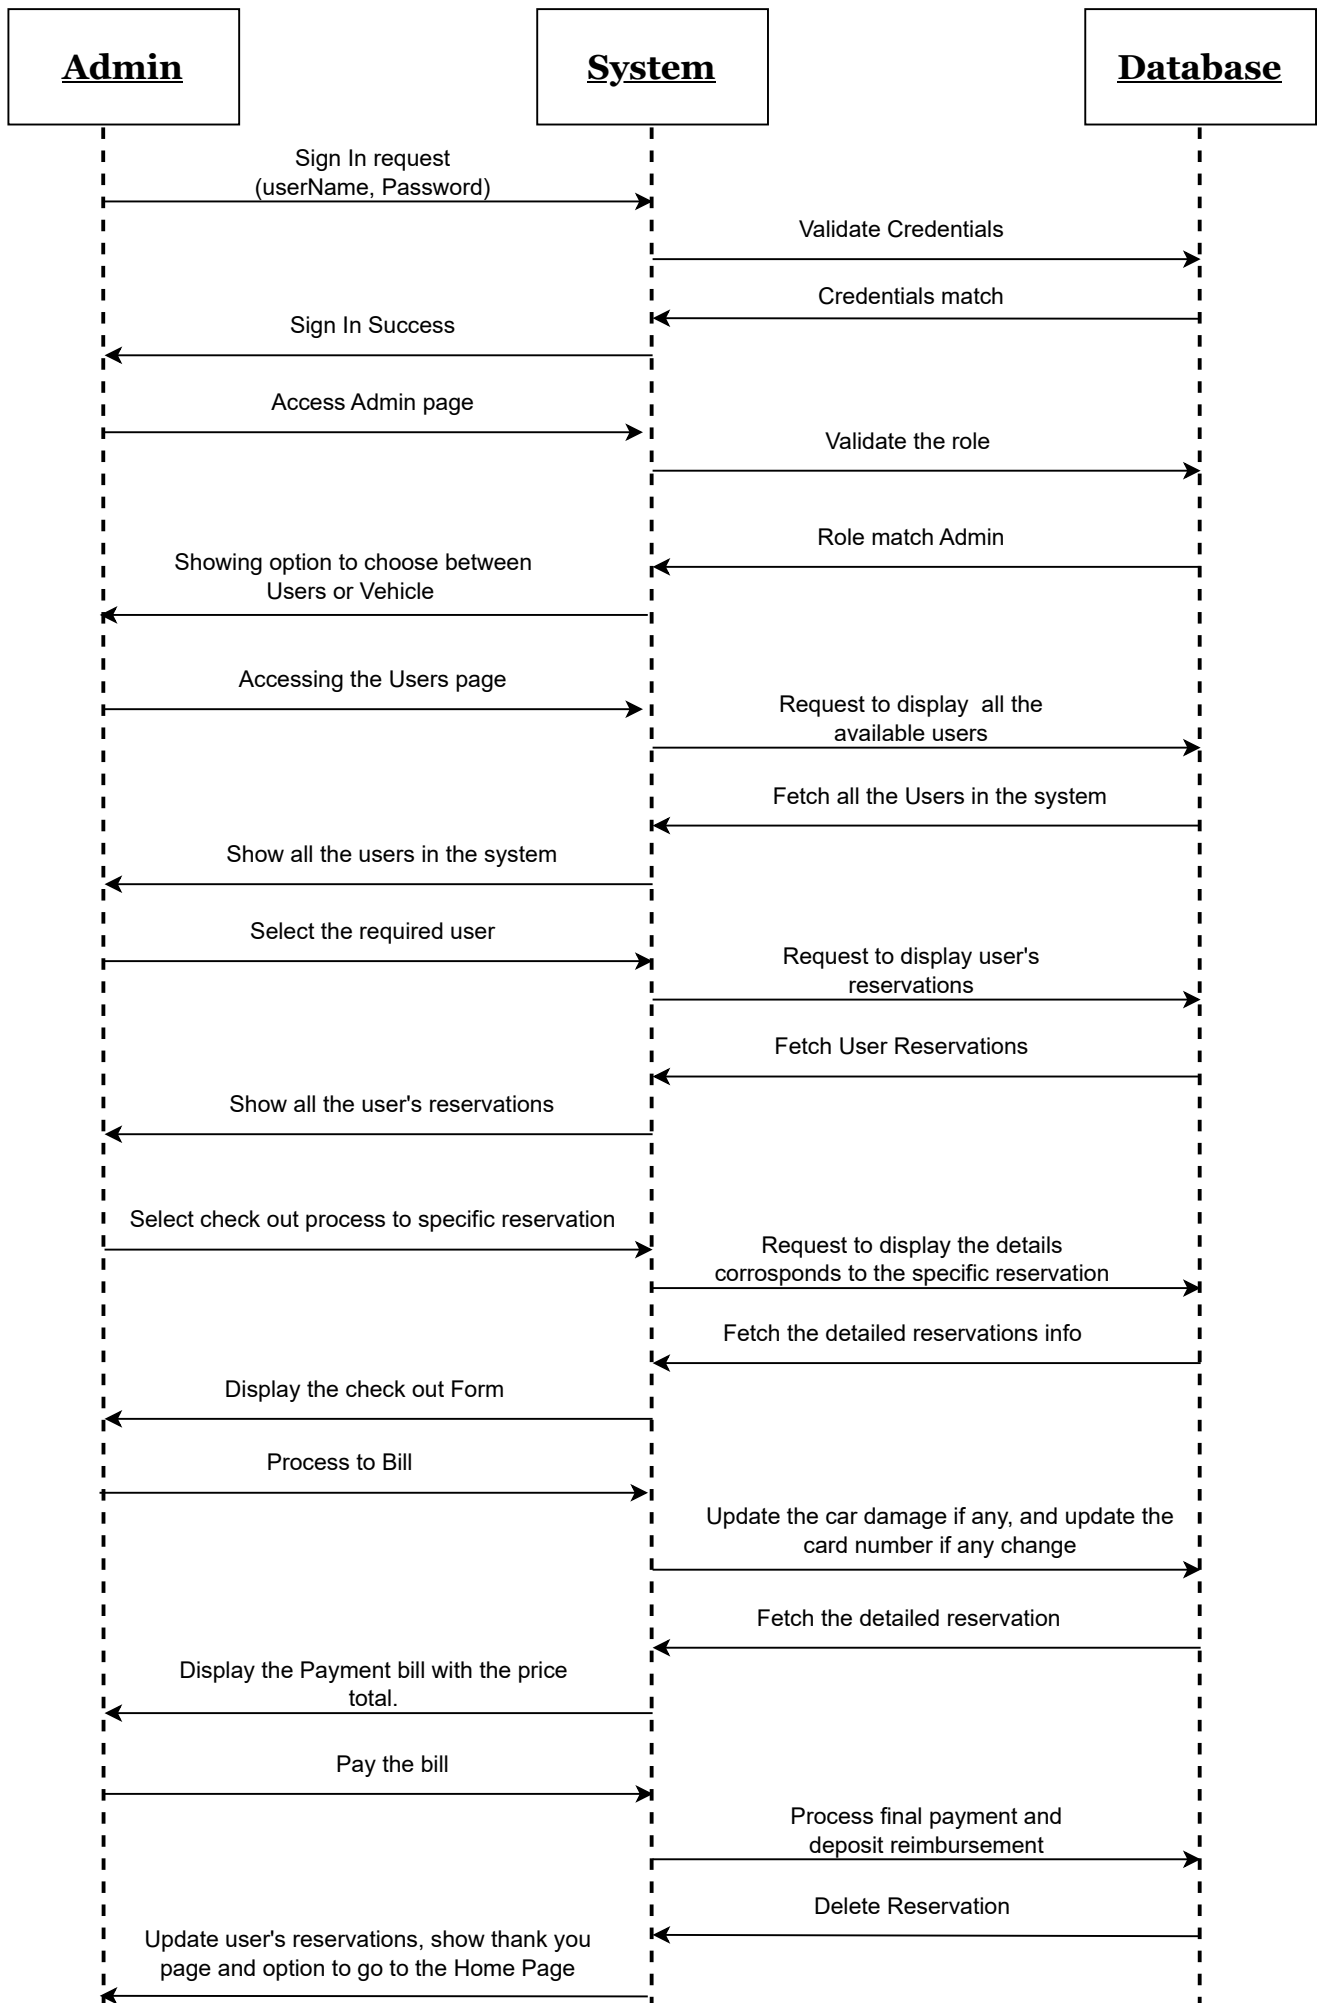 Admin
System
Database
Sign In request
(userName, Password)
Validate Credentials
Credentials match
Sign In Success
Access Admin page
Validate the role
Role match Admin
Showing option to choose between
Users or Vehicle
Accessing the Users page
Request to display  all the
available users
Fetch all the Users in the system
Show all the users in the system
Select the required user
Request to display user's
reservations
Fetch User Reservations
Show all the user's reservations
Select check out process to specific reservation
Request to display the details
corrosponds to the specific reservation
Fetch the detailed reservations info
Display the check out Form
Process to Bill
Update the car damage if any, and update the
card number if any change
Fetch the detailed reservation
Display the Payment bill with the price
total.
Pay the bill
Process final payment and
deposit reimbursement
Delete Reservation
Update user's reservations, show thank you
page and option to go to the Home Page